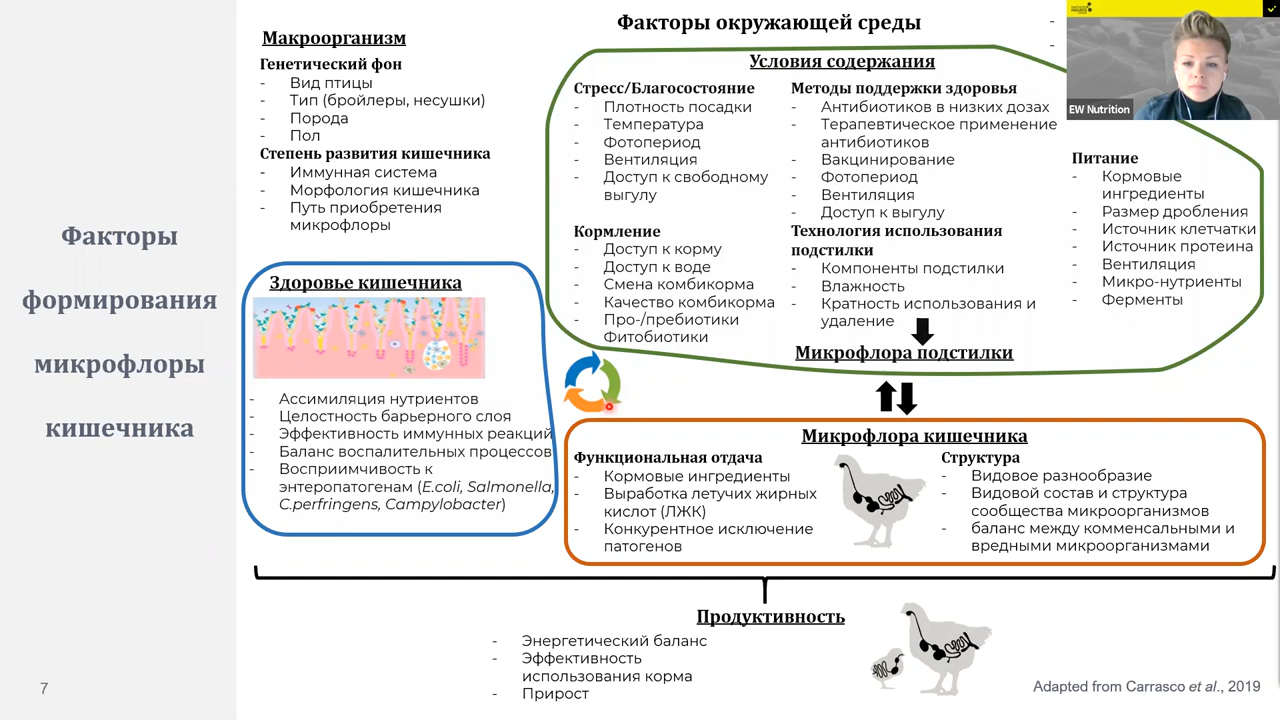 Факторы
формирования
микрофлоры
кишечника
7
Макроорганизм
Генетический фон
- Вид птицы
- Тип (бройлеры, несушки)
- Порода
- Пол
Степень развития кишечника
- Иммунная система
- Морфология кишечника
- Путь приобретения
микрофлоры
Здоровье кишечника
- Ассимиляция нутриентов
- Целостность барьерного слоя
- Эффективность иммунных реакций
- Баланс воспалительных процессов
- Восприимчивость к
энтеропатогенам (E.coli, Salmonella,
C.perfringens, Campylobacter)
Факторы окружающей среды
Условия содержания
Стресс/Благосостояние
- Плотность посадки
- Температура
- Фотопериод
- Вентиляция
- Доступ к свободному
выгулу
Кормление
- Доступ к корму
- Доступ к воде
- Смена комбикорма
- Качество комбикорма
- Про-/пребиотики
Фитобиотики
Методы поддержки здоровья
- Антибиотиков в низких дозах
- Терапевтическое применение
антибиотиков
- Вакцинирование
- Фотопериод
- Вентиляция
- Доступ к выгулу
Технология использования
подстилки
- Компоненты подстилки
- Влажность
- Кратность использования и
удаление
Микрофлора подстилки
-
-
EW Nutrition
Питание
- Кормовые
ингредиенты
- Размер дробления
- Источник клетчатки
- Источник протеина
- Вентиляция
- Микро-нутриенты
- Ферменты
Микрофлора кишечника
Функциональная отдача
- Кормовые ингредиенты
- Выработка летучих жирных
кислот (ЛЖК)
- Конкурентное исключение
патогенов
Структура
- Видовое разнообразие
- Видовой состав и структура
сообщества микроорганизмов
- баланс между комменсальными и
вредными микроорганизмами
Продуктивность
- Энергетический баланс
- Эффективность
использования корма
- Прирост
Adapted from Carrasco et al., 2019